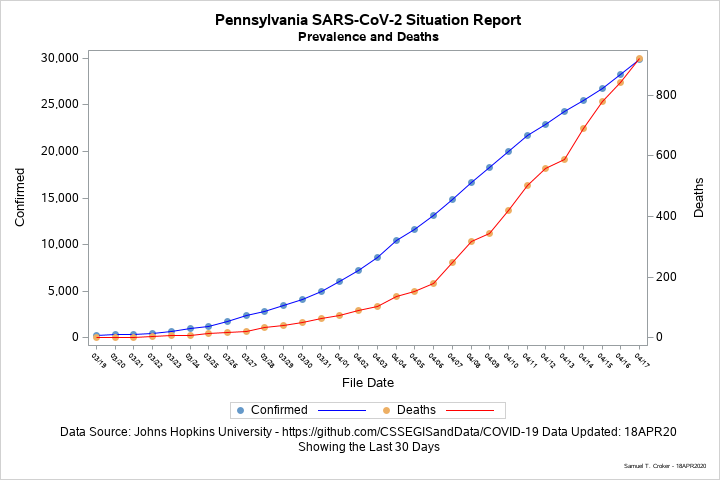 Pennsylvania SARS-CoV-2 Situation Report
Prevalence and Deaths
30,000
25,000
20,000
15,000
10,000
5,000
0
Confirmed
800
600
400
200
0
Deaths
03/19 03/20 03/21 03/22 03/23 03/24 03/25 03/26 03/27 03/28 03/29 03/30 03/31 04/01 04/02 04/03 04/04 04/05 04/06 04/07 04/08 04/09 04/10 04/11 04/12 04/13 04/14 04/15 04/16 04/17
File Date
Confirmed Deaths
Data Source: Johns Hopkins University - https://github.com/CSSEGISandData/COVID-19 Data Updated: 18APR20
Showing the Last 30 Days
Samuel T. Croker - 18APR2020